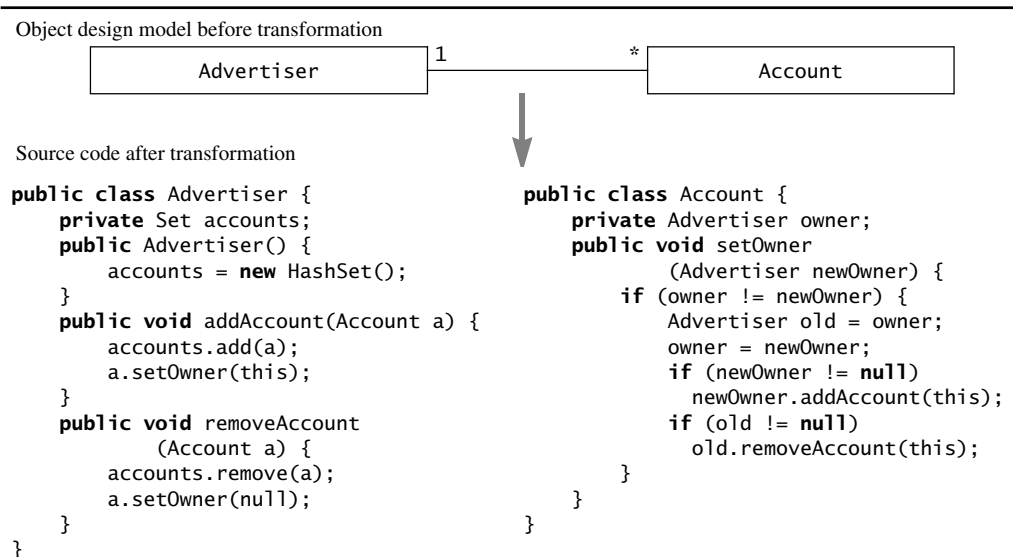 Object design model before transformation
Advertiser 1 * Account
Source code after transformation
public class Advertiser {
    private Set accounts;
    public Advertiser() {
        accounts = new HashSet();
    }
    public void addAccount(Account a) {
        accounts.add(a);
        a.setOwner(this);
    }
    public void removeAccount
            (Account a) {
        accounts.remove(a);
        a.setOwner(null);
    }
}
public class Account {
    private Advertiser owner;
    public void setOwner
            (Advertiser newOwner) {
        if (owner != newOwner) {
            Advertiser old = owner;
            owner = newOwner;
            if (newOwner != null)
              newOwner.addAccount(this);
            if (old != null)
              old.removeAccount(this);
        }
    }
}